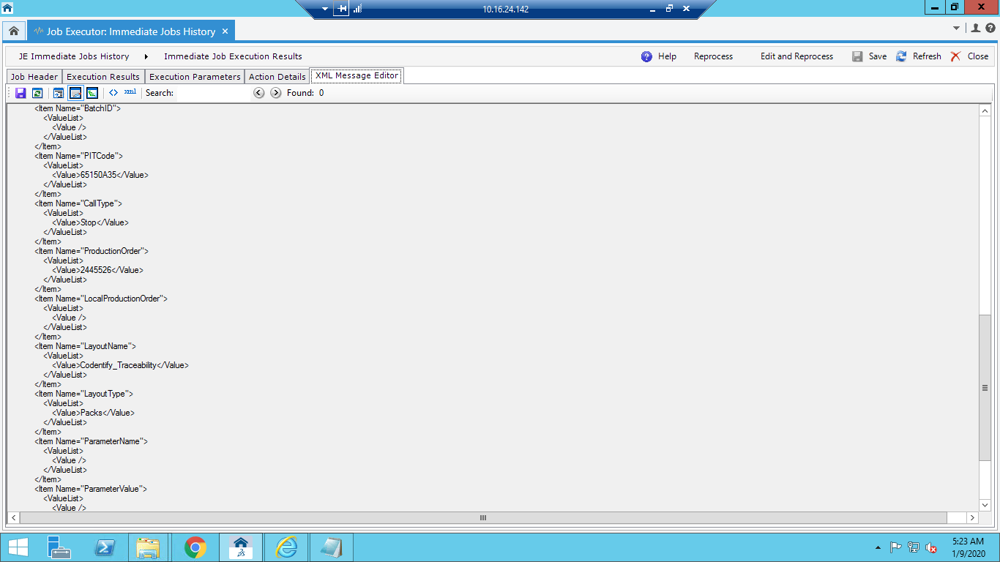 10.16.24.142
Job Executor: Immediate Jobs History
JE Immediate Jobs History Immediate Job Execution Results Help Reprocess Edit and Reprocess Save Refresh Close
Job Header Execution Results Execution Parameters Action Details XML Message Editor
xml Search: Found: 0
<Item Name="BatchID">
<ValueList>
<Value />
</ValueList>
</Item>
<Item Name="PITCode">
<ValueList>
<Value>65150A35</Value>
</ValueList>
</Item>
<Item Name="CallType">
<ValueList>
<Value>Stop</Value>
</ValueList>
</Item>
<Item Name="ProductionOrder">
<ValueList>
<Value>2445526</Value>
</ValueList>
</Item>
<Item Name="LocalProductionOrder">
<ValueList>
<Value />
</ValueList>
</Item>
<Item Name="LayoutName">
<ValueList>
<Value>Codentify_Traceability</Value>
</ValueList>
</Item>
<Item Name="LayoutType">
<ValueList>
<Value>Packs</Value>
</ValueList>
</Item>
<Item Name="ParameterName">
<ValueList>
<Value />
</ValueList>
</Item>
<Item Name="ParameterValue">
<ValueList>
<Value />
5:23 AM
1/9/2020